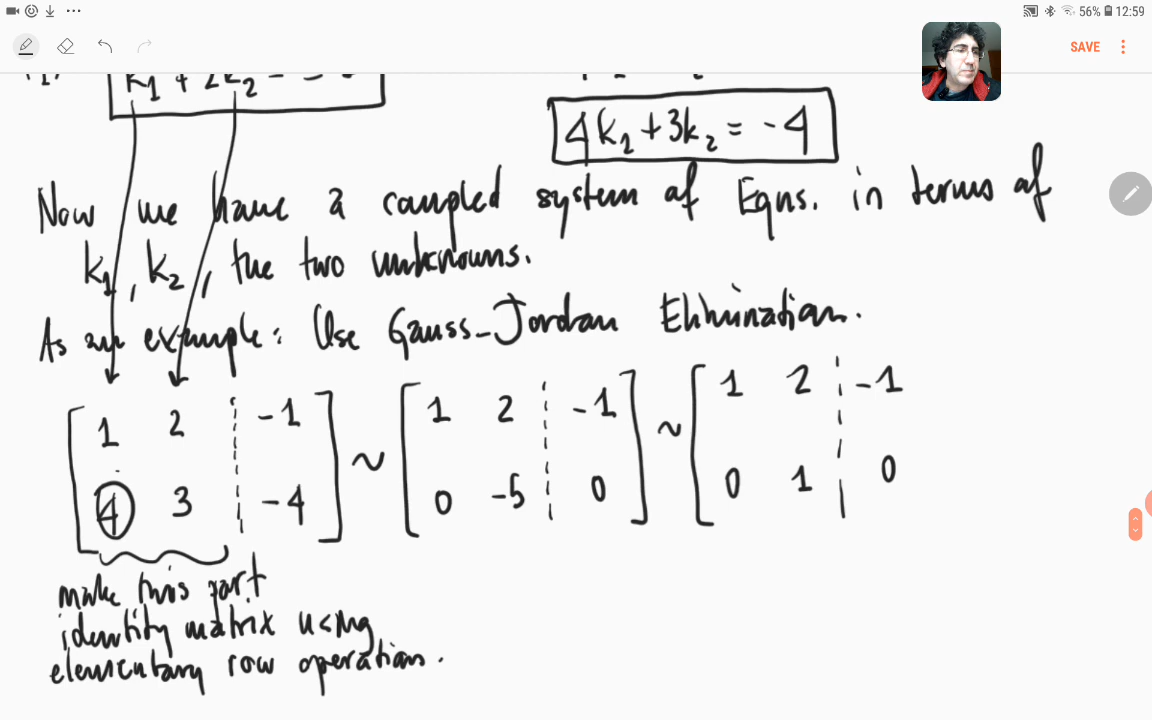 56% 12:59
SAVE
k₁ + 2k₂
4k₁ + 3k₂ = -4
Now we have a coupled system of Eqns. in terms of
k₁, k₂, the two unknowns.
As an example: Use Gauss-Jordan Elimination.
[1 2 ¦ -1] ~ [1 2 ¦ -1] ~ [1 2 ¦ -1
[4 3 ¦ -4] ~ [0 -5 ¦ 0] ~ [0 1 ¦ 0
make this part
identity matrix using
elementary row operations.